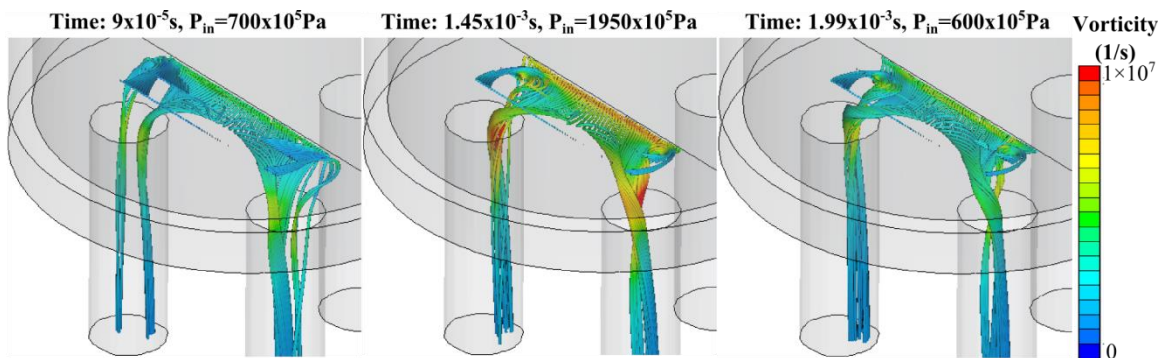 Time: 9x10⁻⁵s, Pᵢₙ=700x10⁵Pa
Time: 1.45x10⁻³s, Pᵢₙ=1950x10⁵Pa
Time: 1.99x10⁻³s, Pᵢₙ=600x10⁵Pa
Vorticity
(1/s)
1×10⁷
0